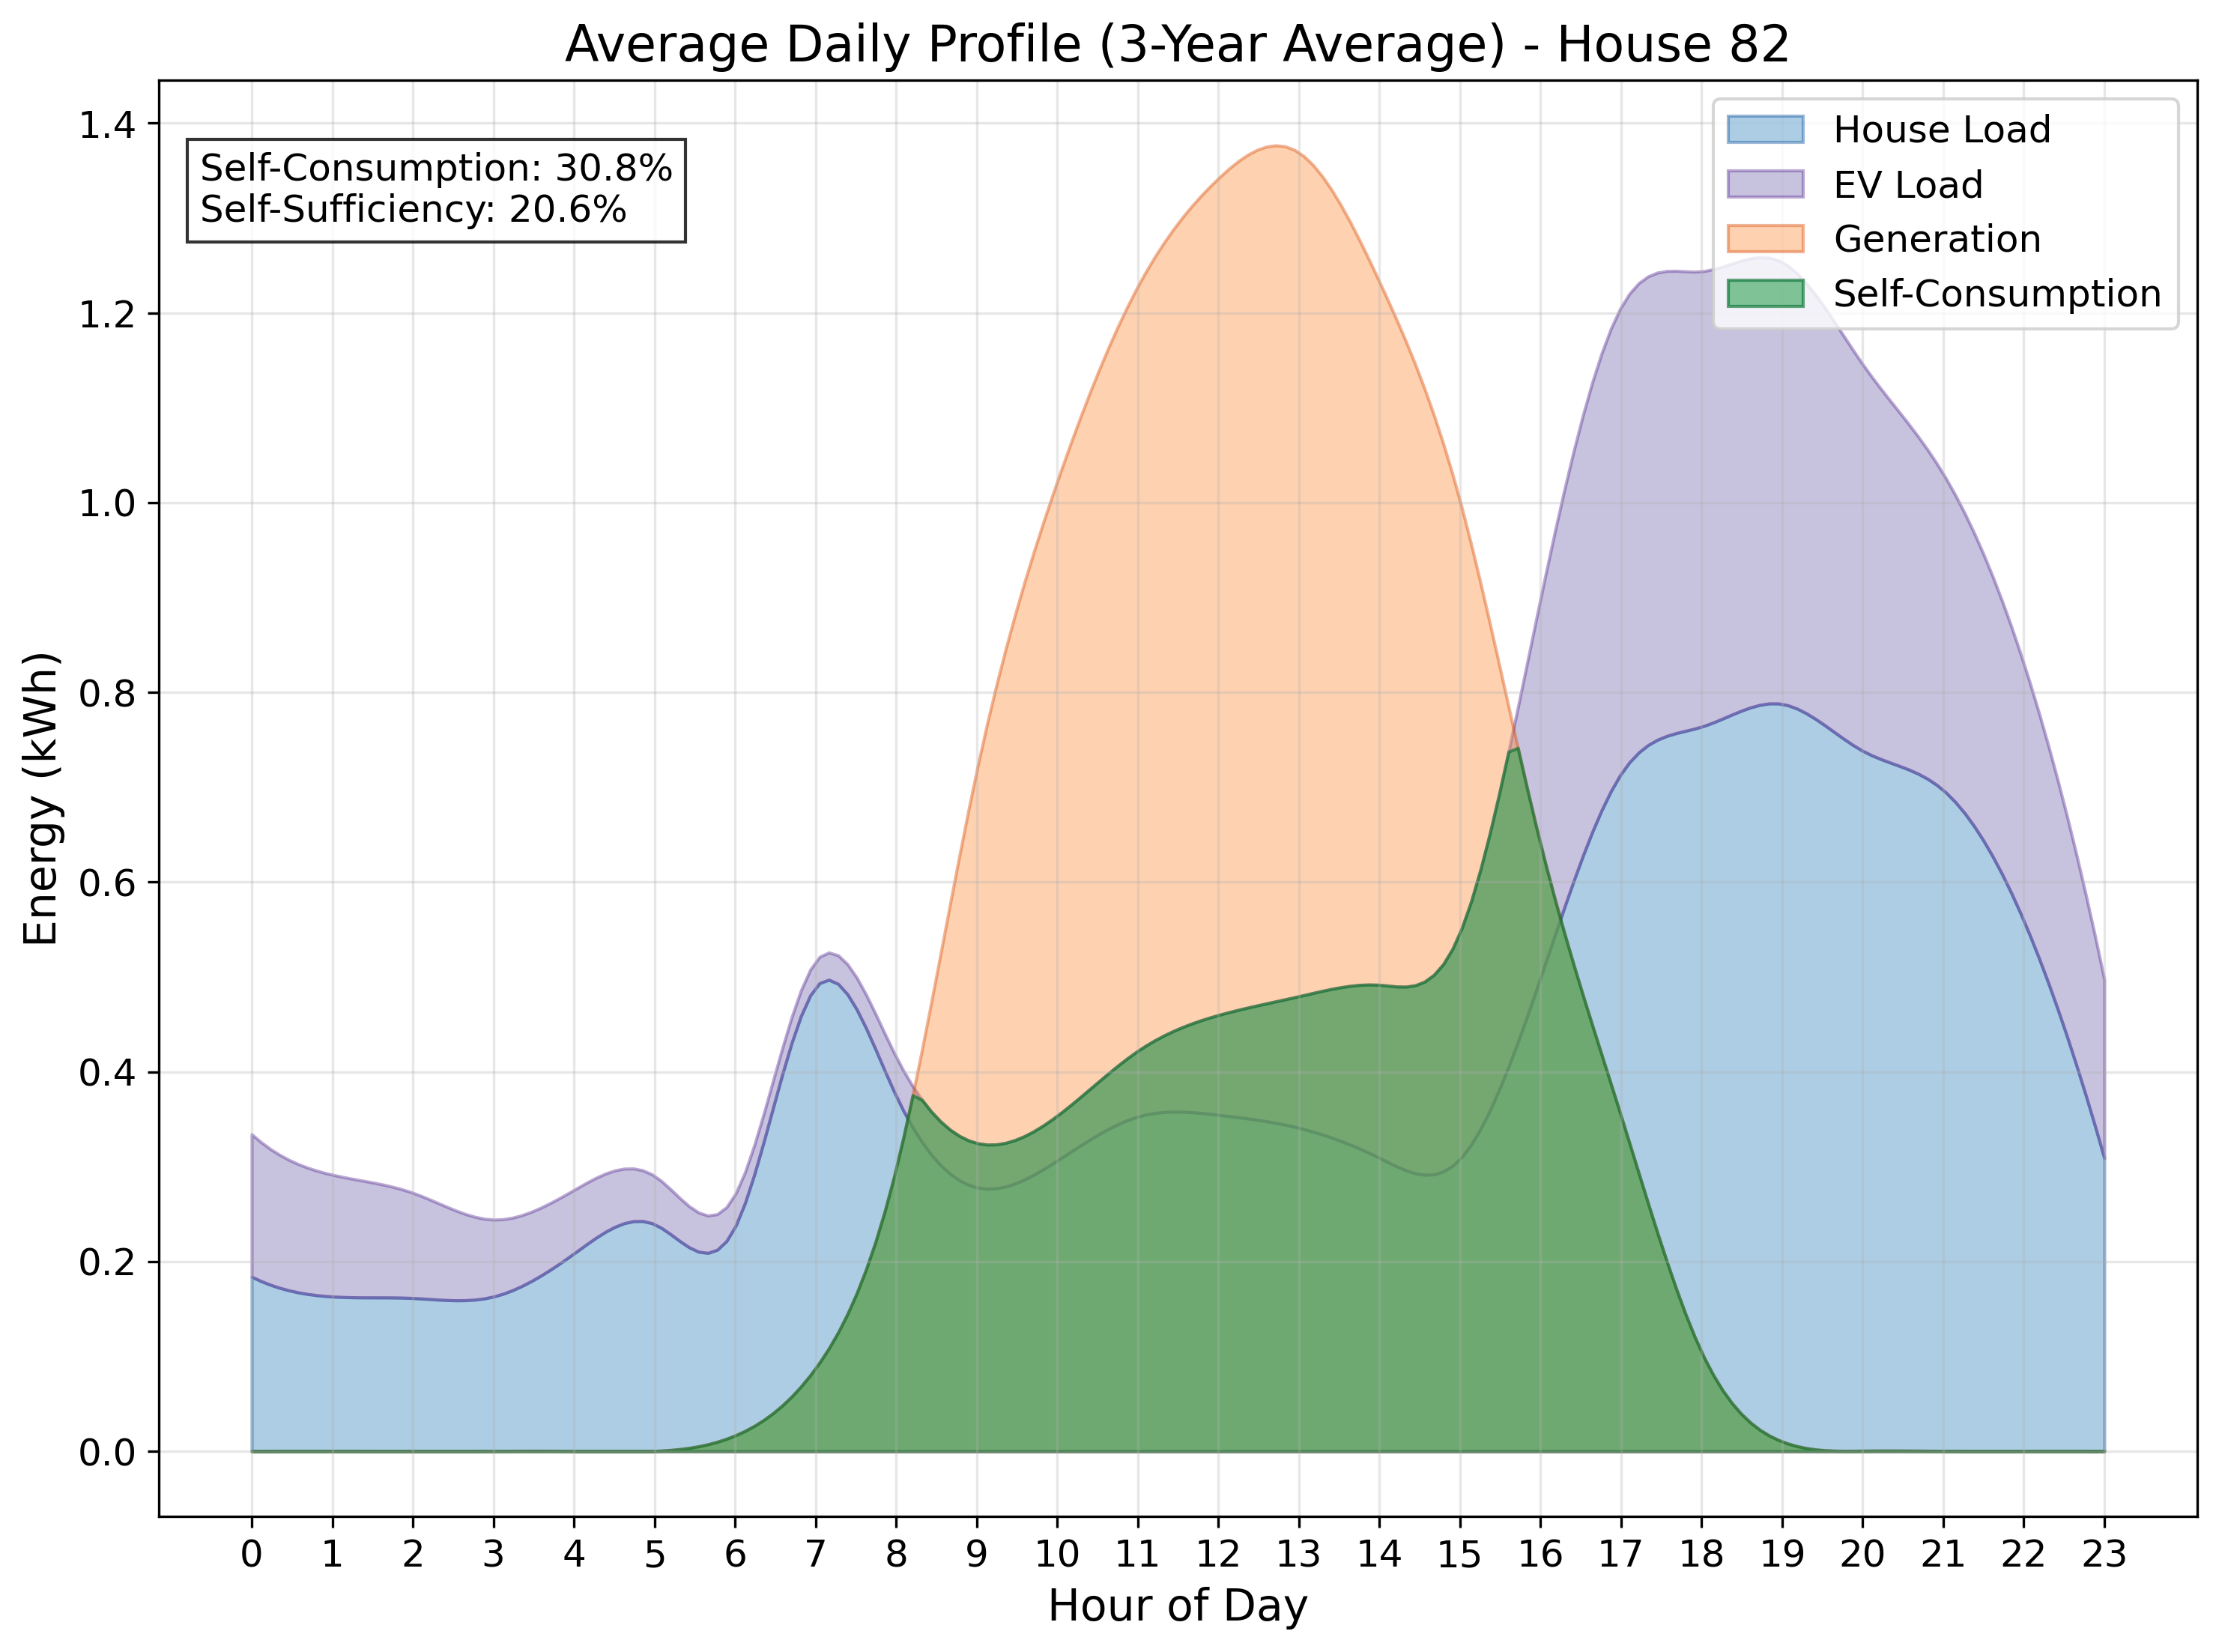 Average Daily Profile (3-Year Average) - House 82
Self-Consumption: 30.8%
Self-Sufficiency: 20.6%
House Load
EV Load
Generation
Self-Consumption
Energy (kWh)
1.4
1.2
1.0
0.8
0.6
0.4
0.2
0.0
0 1 2 3 4 5 6 7 8 9 10 11 12 13 14 15 16 17 18 19 20 21 22 23
Hour of Day